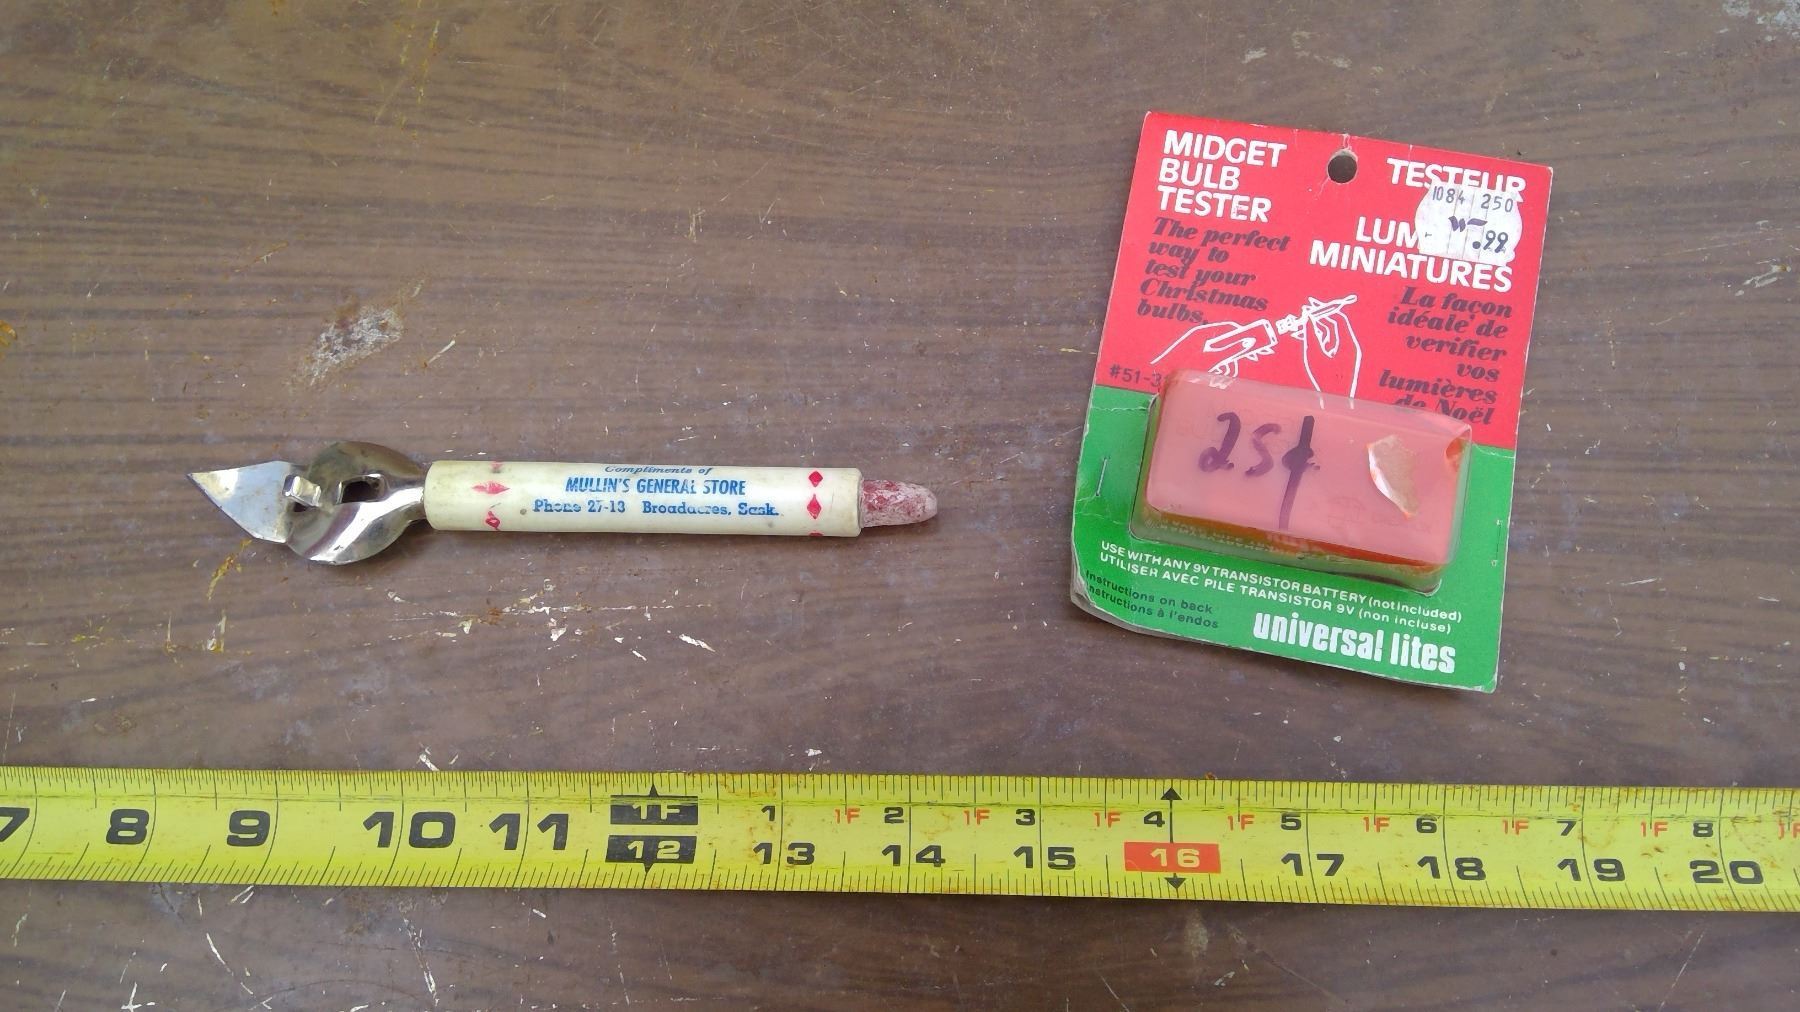 Compliments of
MULLIN'S GENERAL STORE
Phone 27-13 Broadacres, Sask.
MIDGET
BULB
TESTER
The perfect
way to
test your
Christmas
bulbs.
#51-3
TESTEUR
1084 250
W .99
LUM
MINIATURES
La façon
idéale de
verifier
vos
lumières
de Noël
25¢
USE WITH ANY 9V TRANSISTOR BATTERY (not included)
UTILISER AVEC PILE TRANSISTOR 9V (non incluse)
Instructions on back
Instructions à l'endos
universal lites
1F 1 1F 2 1F 3 1F 4 1F 5 1F 6 1F 7 1F 8 1F
7 8 9 10 11 12 13 14 15 16 17 18 19 20